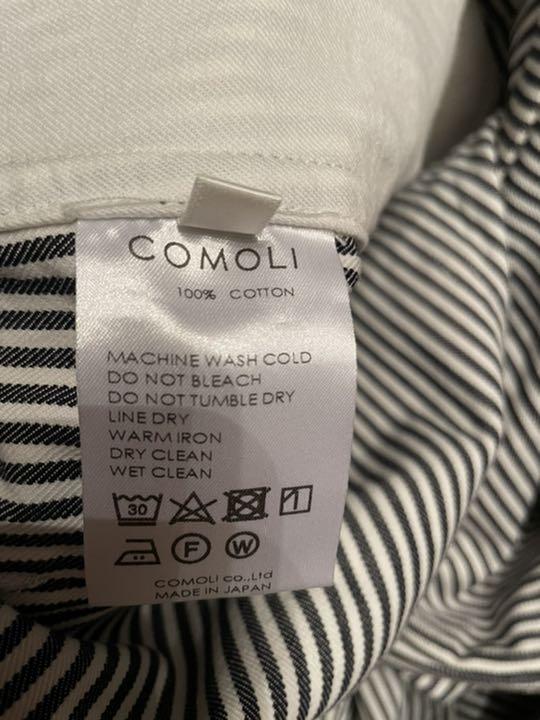 COMOLI
100% COTTON
MACHINE WASH COLD
DO NOT BLEACH
DO NOT TUMBLE DRY
LINE DRY
WARM IRON
DRY CLEAN
WET CLEAN
30
F W
COMOLI co.,Ltd
MADE IN JAPAN